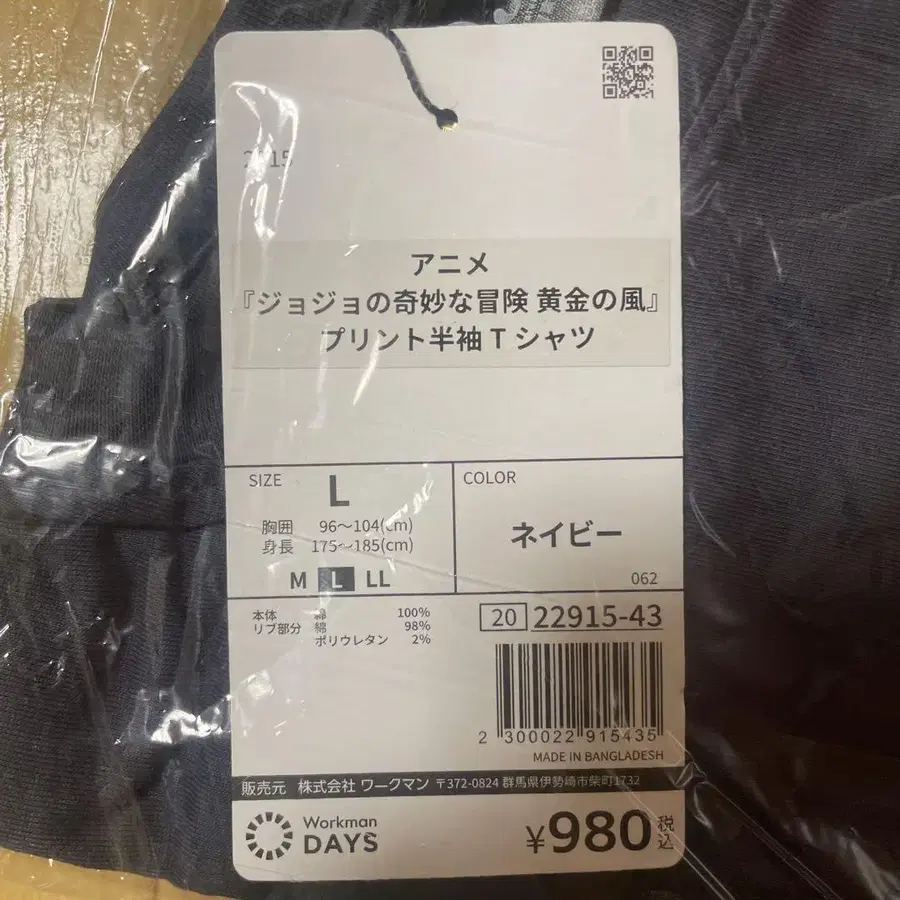 アニメ
『ジョジョの奇妙な冒険 黄金の風』
プリント半袖Tシャツ
SIZE
L
胸囲 96～104(cm)
身長 175～185(cm)
M L LL
COLOR
ネイビー
062
本体 綿 100%
リブ部分 綿 98%
ポリウレタン 2%
20 22915-43
2 300022 915435
MADE IN BANGLADESH
販売元 株式会社 ワークマン 〒372-0824 群馬県伊勢崎市柴町1732
Workman
DAYS
¥980 税込